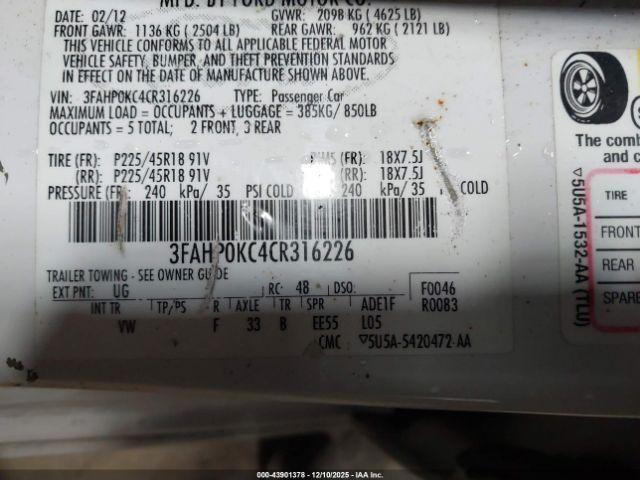 MFD. BY FORD MOTOR CO.
DATE: 02/12 GVWR: 2098 KG ( 4625 LB)
FRONT GAWR: 1136 KG ( 2504 LB) REAR GAWR: 962 KG ( 2121 LB)
THIS VEHICLE CONFORMS TO ALL APPLICABLE FEDERAL MOTOR
VEHICLE SAFETY, BUMPER, AND THEFT PREVENTION STANDARDS
IN EFFECT ON THE DATE OF MANUFACTURE SHOWN ABOVE.
VIN: 3FAHP0KC4CR316226 TYPE: Passenger Car
MAXIMUM LOAD = OCCUPANTS + LUGGAGE = 385KG/ 850LB
OCCUPANTS = 5 TOTAL; 2 FRONT, 3 REAR
TIRE (FR): P225/45R18 91V (FR): 18X7.5J
(RR): P225/45R18 91V (RR): 18X7.5J
PRESSURE (FR) 240 kPa/ 35 PSI COLD 240 kPa/ 35 COLD
3FAHP0KC4CR316226
TRAILER TOWING - SEE OWNER GUIDE
EXT PNT: UG RC: 48 DSO: F0046
INT TR TP/PS R AXLE TR SPR ADE1F R0083
VW F 33 B EE55 L05
CMC ▽5U5A-5420472-AA
The comb
and c
TIRE
FRONT
REAR
SPARE
▽5U5A-1532-AA (TLU)
000-43901378 - 12/10/2025 - IAA Inc.